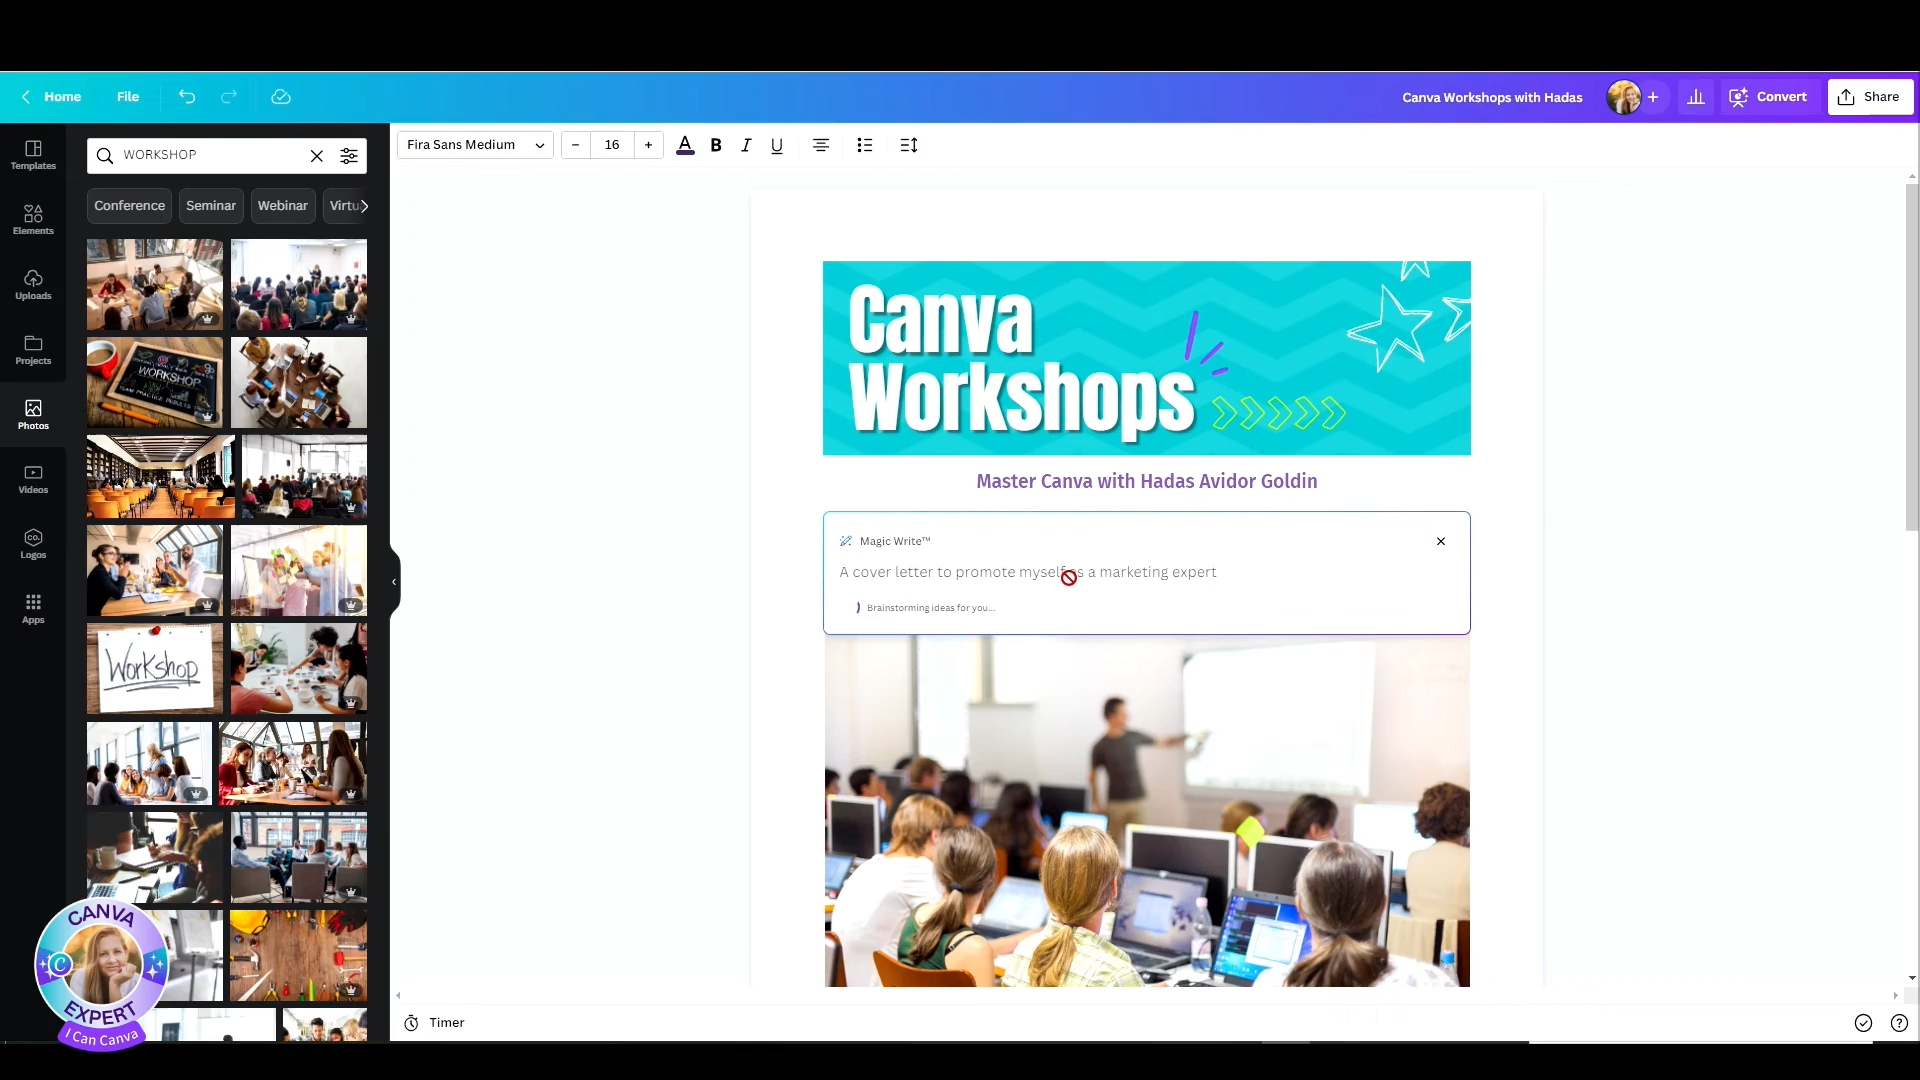 Home
File
Canva Workshops with Hadas
Convert
Share
Templates
Elements
Uploads
Projects
Photos
Videos
CO.
Logos
Apps
WORKSHOP
Conference
Seminar
Webinar
Virtu
WORKSHOP
Workshop
Fira Sans Medium
16
A
B
I
U
Canva
Workshops
Master Canva with Hadas Avidor Goldin
Magic Write™
A cover letter to promote myself as a marketing expert
Brainstorming ideas for you...
Timer
CANVA
C
EXPERT
I Can Canva